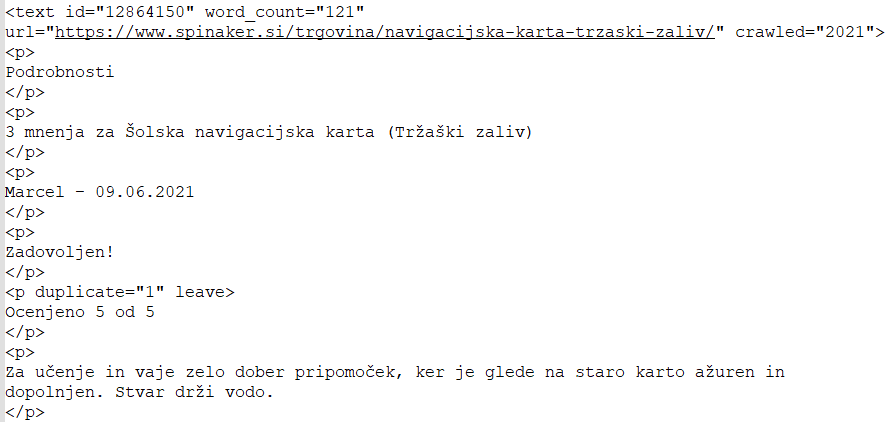 <text id="12864150" word_count="121"
url="https://www.spinaker.si/trgovina/navigacijska-karta-trzaski-zaliv/" crawled="2021">
<p>
Podrobnosti
</p>
<p>
3 mnenja za Šolska navigacijska karta (Tržaški zaliv)
</p>
<p>
Marcel – 09.06.2021
</p>
<p>
Zadovoljen!
</p>
<p duplicate="1" leave>
Ocenjeno 5 od 5
</p>
<p>
Za učenje in vaje zelo dober pripomoček, ker je glede na staro karto ažuren in
dopolnjen. Stvar drži vodo.
</p>